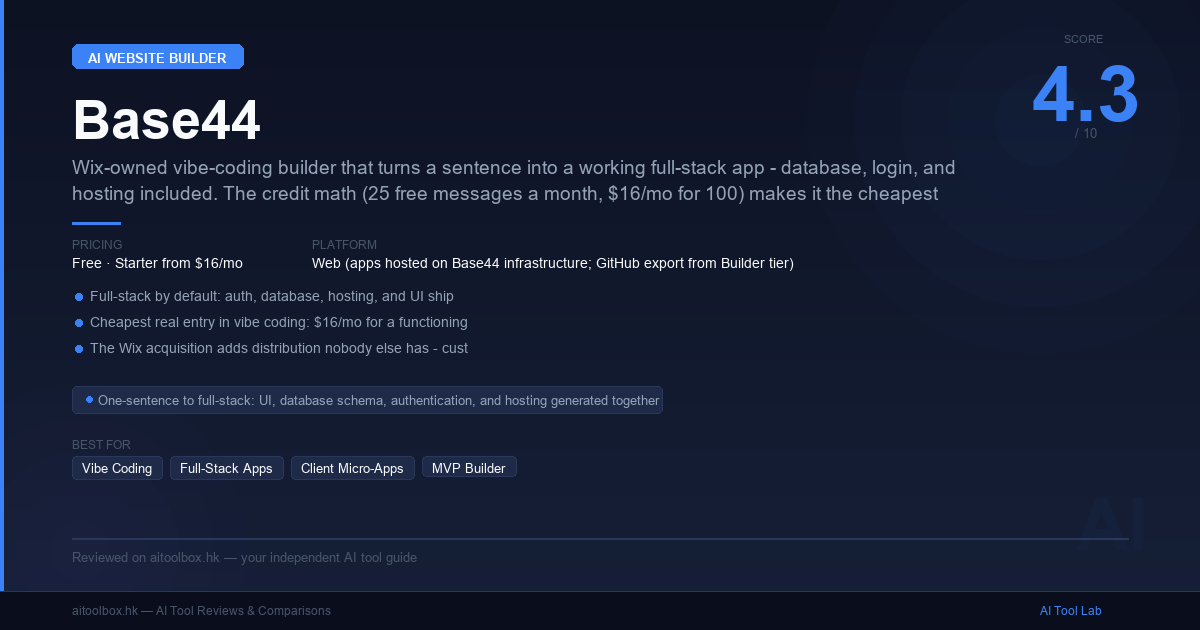 AI WEBSITE BUILDER
SCORE
4.3
/ 10
Base44
Wix-owned vibe-coding builder that turns a sentence into a working full-stack app - database, login, and
hosting included. The credit math (25 free messages a month, $16/mo for 100) makes it the cheapest
PRICING
Free · Starter from $16/mo
PLATFORM
Web (apps hosted on Base44 infrastructure; GitHub export from Builder tier)
Full-stack by default: auth, database, hosting, and UI ship
Cheapest real entry in vibe coding: $16/mo for a functioning
The Wix acquisition adds distribution nobody else has - cust
One-sentence to full-stack: UI, database schema, authentication, and hosting generated together
BEST FOR
Vibe Coding
Full-Stack Apps
Client Micro-Apps
MVP Builder
AI
Reviewed on aitoolbox.hk — your independent AI tool guide
aitoolbox.hk — AI Tool Reviews & Comparisons
AI Tool Lab